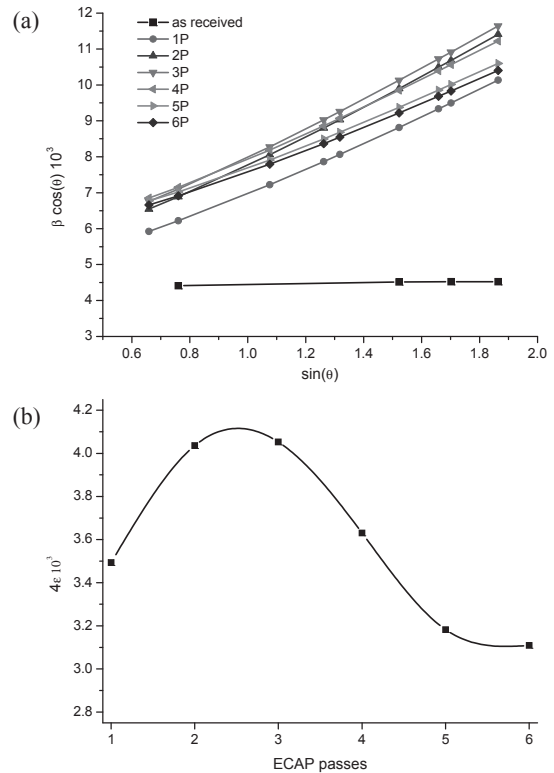 (a)
as received
1P
2P
3P
4P
5P
6P
12
11
10
9
8
7
6
5
4
3
β cos(θ) 10³
0.6 0.8 1.0 1.2 1.4 1.6 1.8 2.0
sin(θ)
(b)
4.2
4.0
3.8
3.6
3.4
3.2
3.0
2.8
4ε 10³
1 2 3 4 5 6
ECAP passes